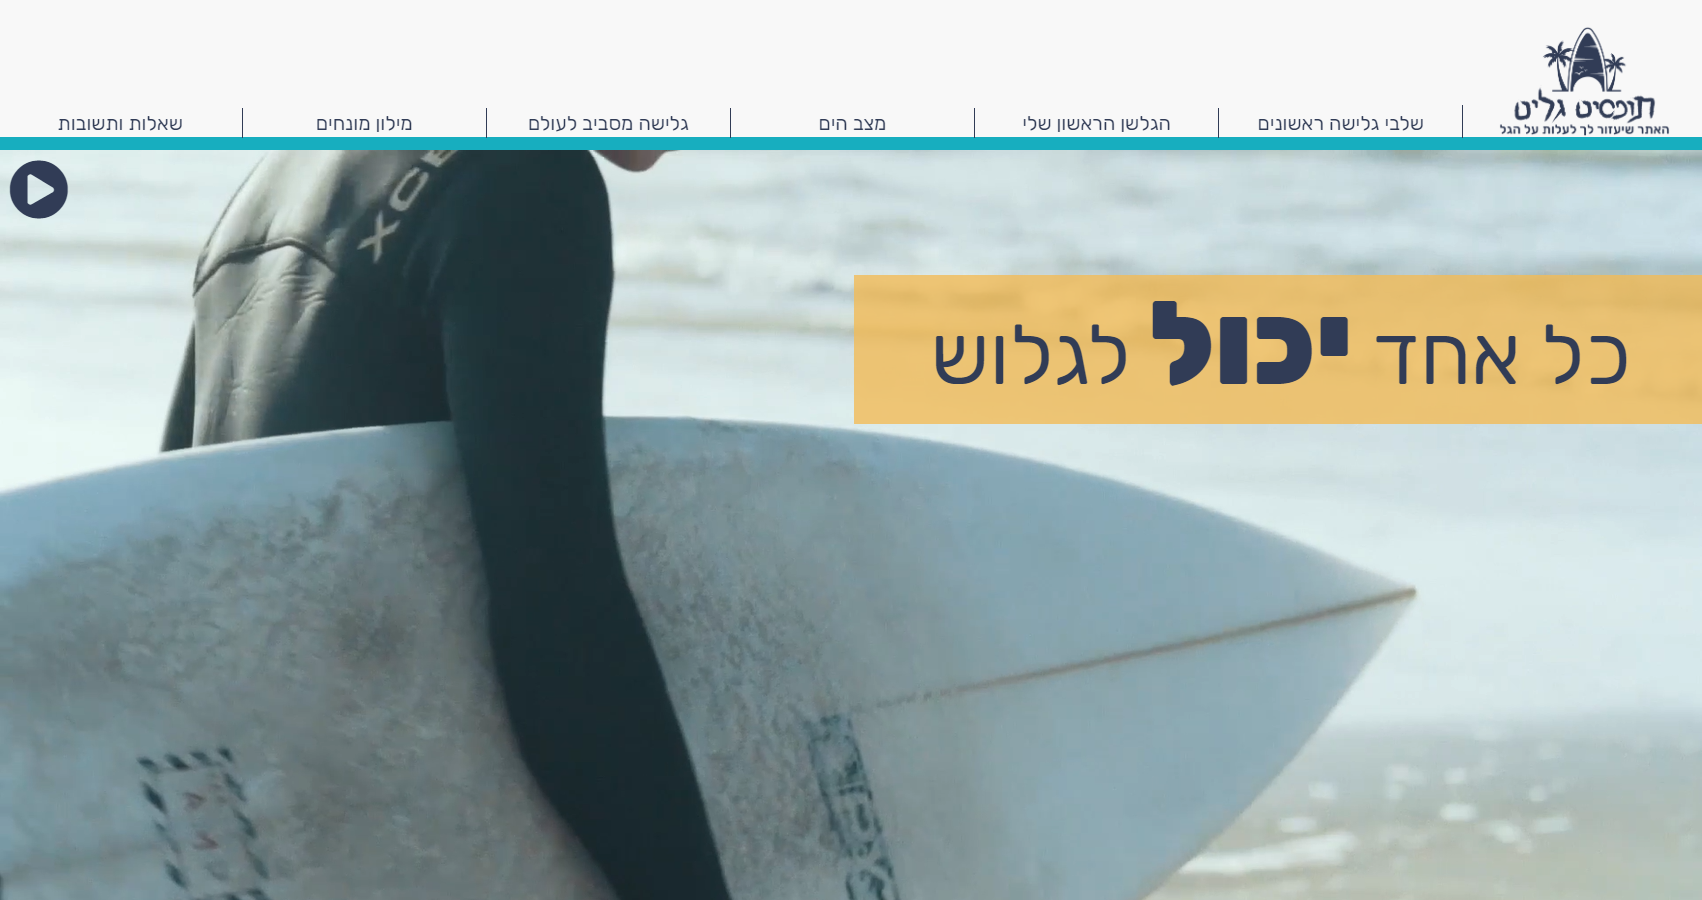 תופסים גלים
האתר שיעזור לך לעלות על הגל
שלבי גלישה ראשונים
הגלשן הראשון שלי
מצב הים
גלישה מסביב לעולם
מילון מונחים
שאלות ותשובות
כל אחד יכול לגלוש